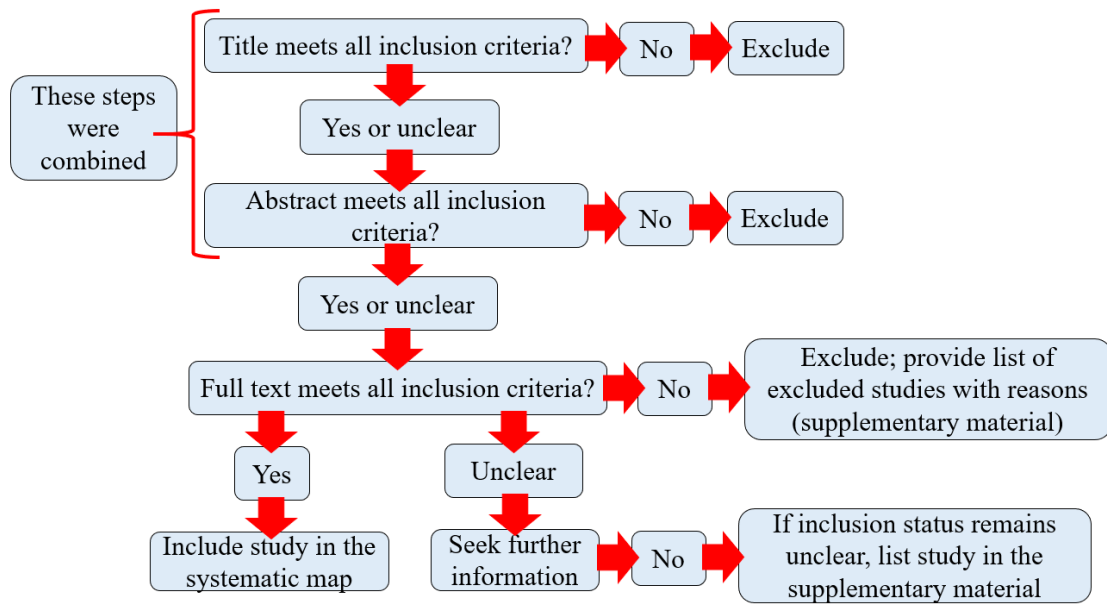 Title meets all inclusion criteria?
No
Exclude
These steps
were
combined
Yes or unclear
Abstract meets all inclusion
criteria?
No
Exclude
Yes or unclear
Full text meets all inclusion criteria?
No
Exclude; provide list of
excluded studies with reasons
(supplementary material)
Yes
Unclear
Include study in the
systematic map
Seek further
information
No
If inclusion status remains
unclear, list study in the
supplementary material